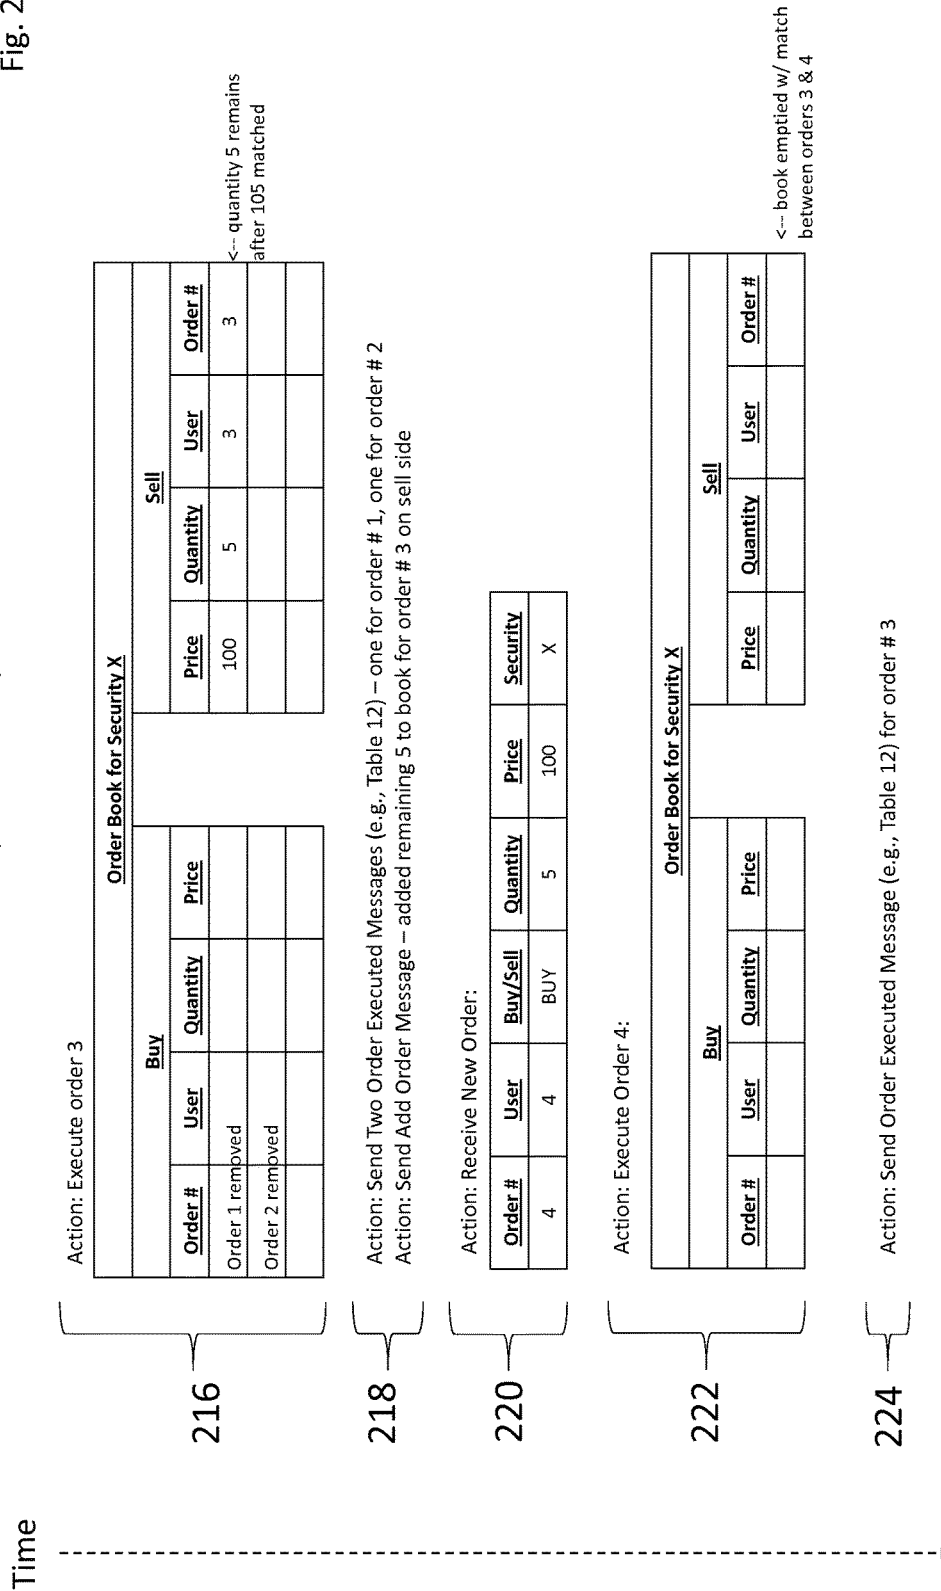 Fig. 2
Time
216
Action: Execute order 3
Order Book for Security X
Buy Sell
Order # User Quantity Price Price Quantity User Order #
Order 1 removed 100 5 3 3 <-- quantity 5 remains
Order 2 removed after 105 matched
218
Action: Send Two Order Executed Messages (e.g., Table 12) – one for order # 1, one for order # 2
Action: Send Add Order Message – added remaining 5 to book for order # 3 on sell side
220
Action: Receive New Order:
Order # User Buy/Sell Quantity Price Security
4 4 BUY 5 100 X
222
Action: Execute Order 4:
Order Book for Security X
Buy Sell
Order # User Quantity Price Price Quantity User Order #
<-- book emptied w/ match
between orders 3 & 4
224
Action: Send Order Executed Message (e.g., Table 12) for order # 3